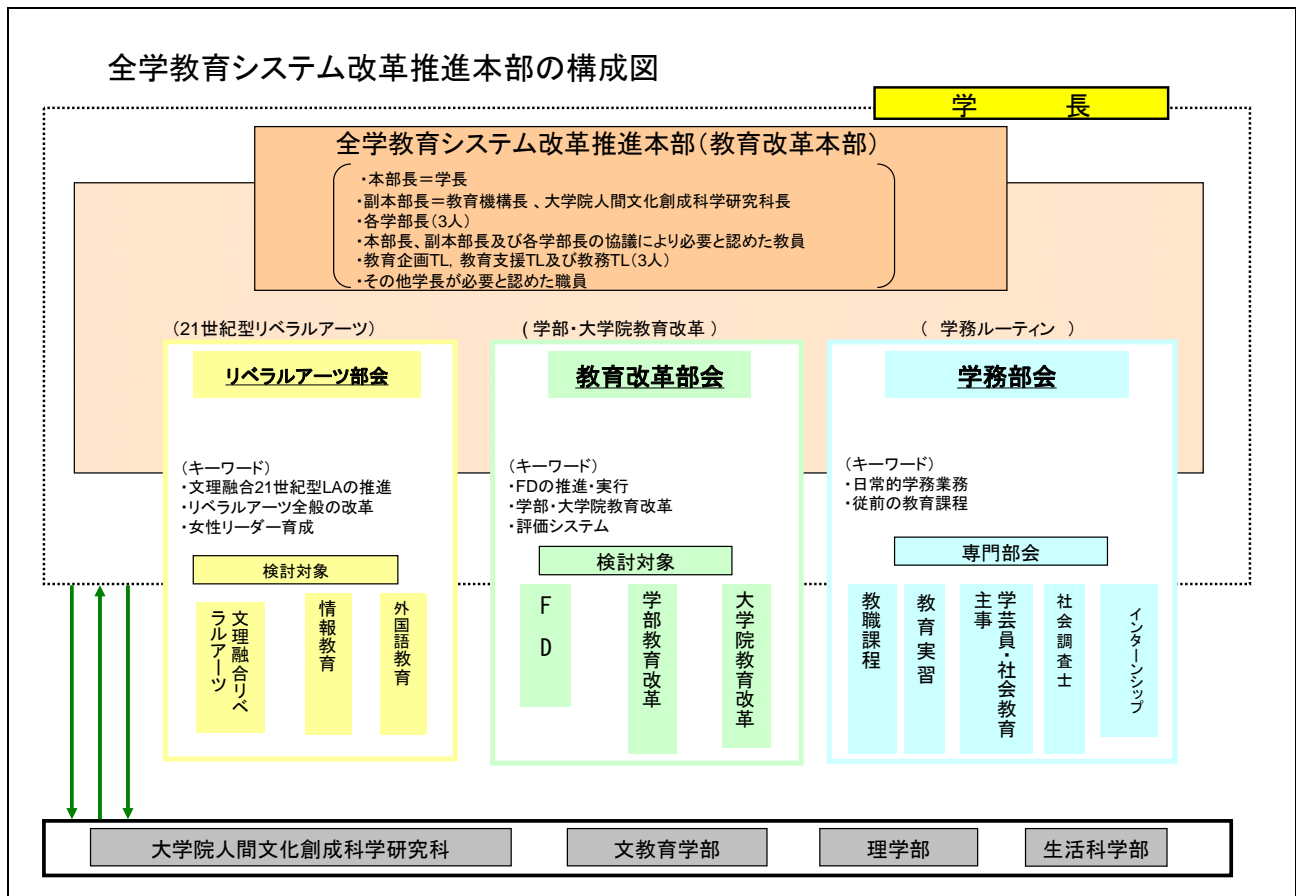 全学教育システム改革推進本部の構成図
学　　　長
全学教育システム改革推進本部(教育改革本部)
・本部長＝学長
・副本部長＝教育機構長 、大学院人間文化創成科学研究科長
・各学部長(3人)
・本部長、副本部長及び各学部長の協議により必要と認めた教員
・教育企画TL, 教育支援TL及び教務TL(3人)
・その他学長が必要と認めた職員
(21世紀型リベラルアーツ)
リベラルアーツ部会
(キーワード)
・文理融合21世紀型LAの推進
・リベラルアーツ全般の改革
・女性リーダー育成
検討対象
文理融合リベ
ラルアーツ
情報教育
外国語教育
( 学部・大学院教育改革 )
教育改革部会
(キーワード)
・FDの推進・実行
・学部・大学院教育改革
・評価システム
検討対象
FD
学部教育改革
大学院教育改革
( 学務ルーティン )
学務部会
(キーワード)
・日常的学務業務
・従前の教育課程
専門部会
教職課程
教育実習
学芸員・社会教育
主事
社会調査士
インターンシップ
大学院人間文化創成科学研究科
文教育学部
理学部
生活科学部